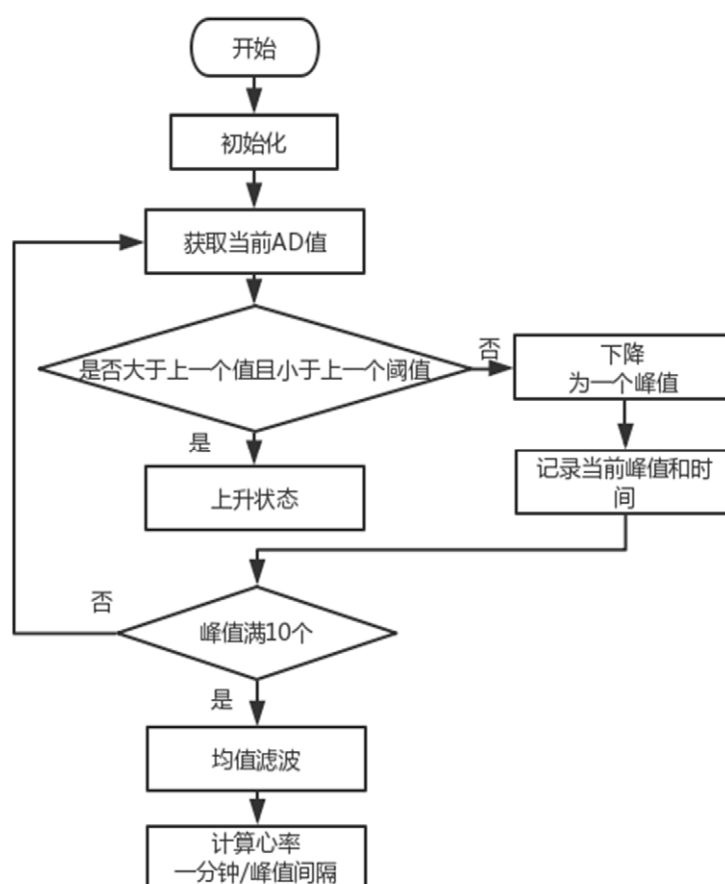 开始
初始化
获取当前AD值
是否大于上一个值且小于上一个阈值
否
下降
为一个峰值
是
上升状态
记录当前峰值和时
间
否
峰值满10个
是
均值滤波
计算心率
一分钟/峰值间隔